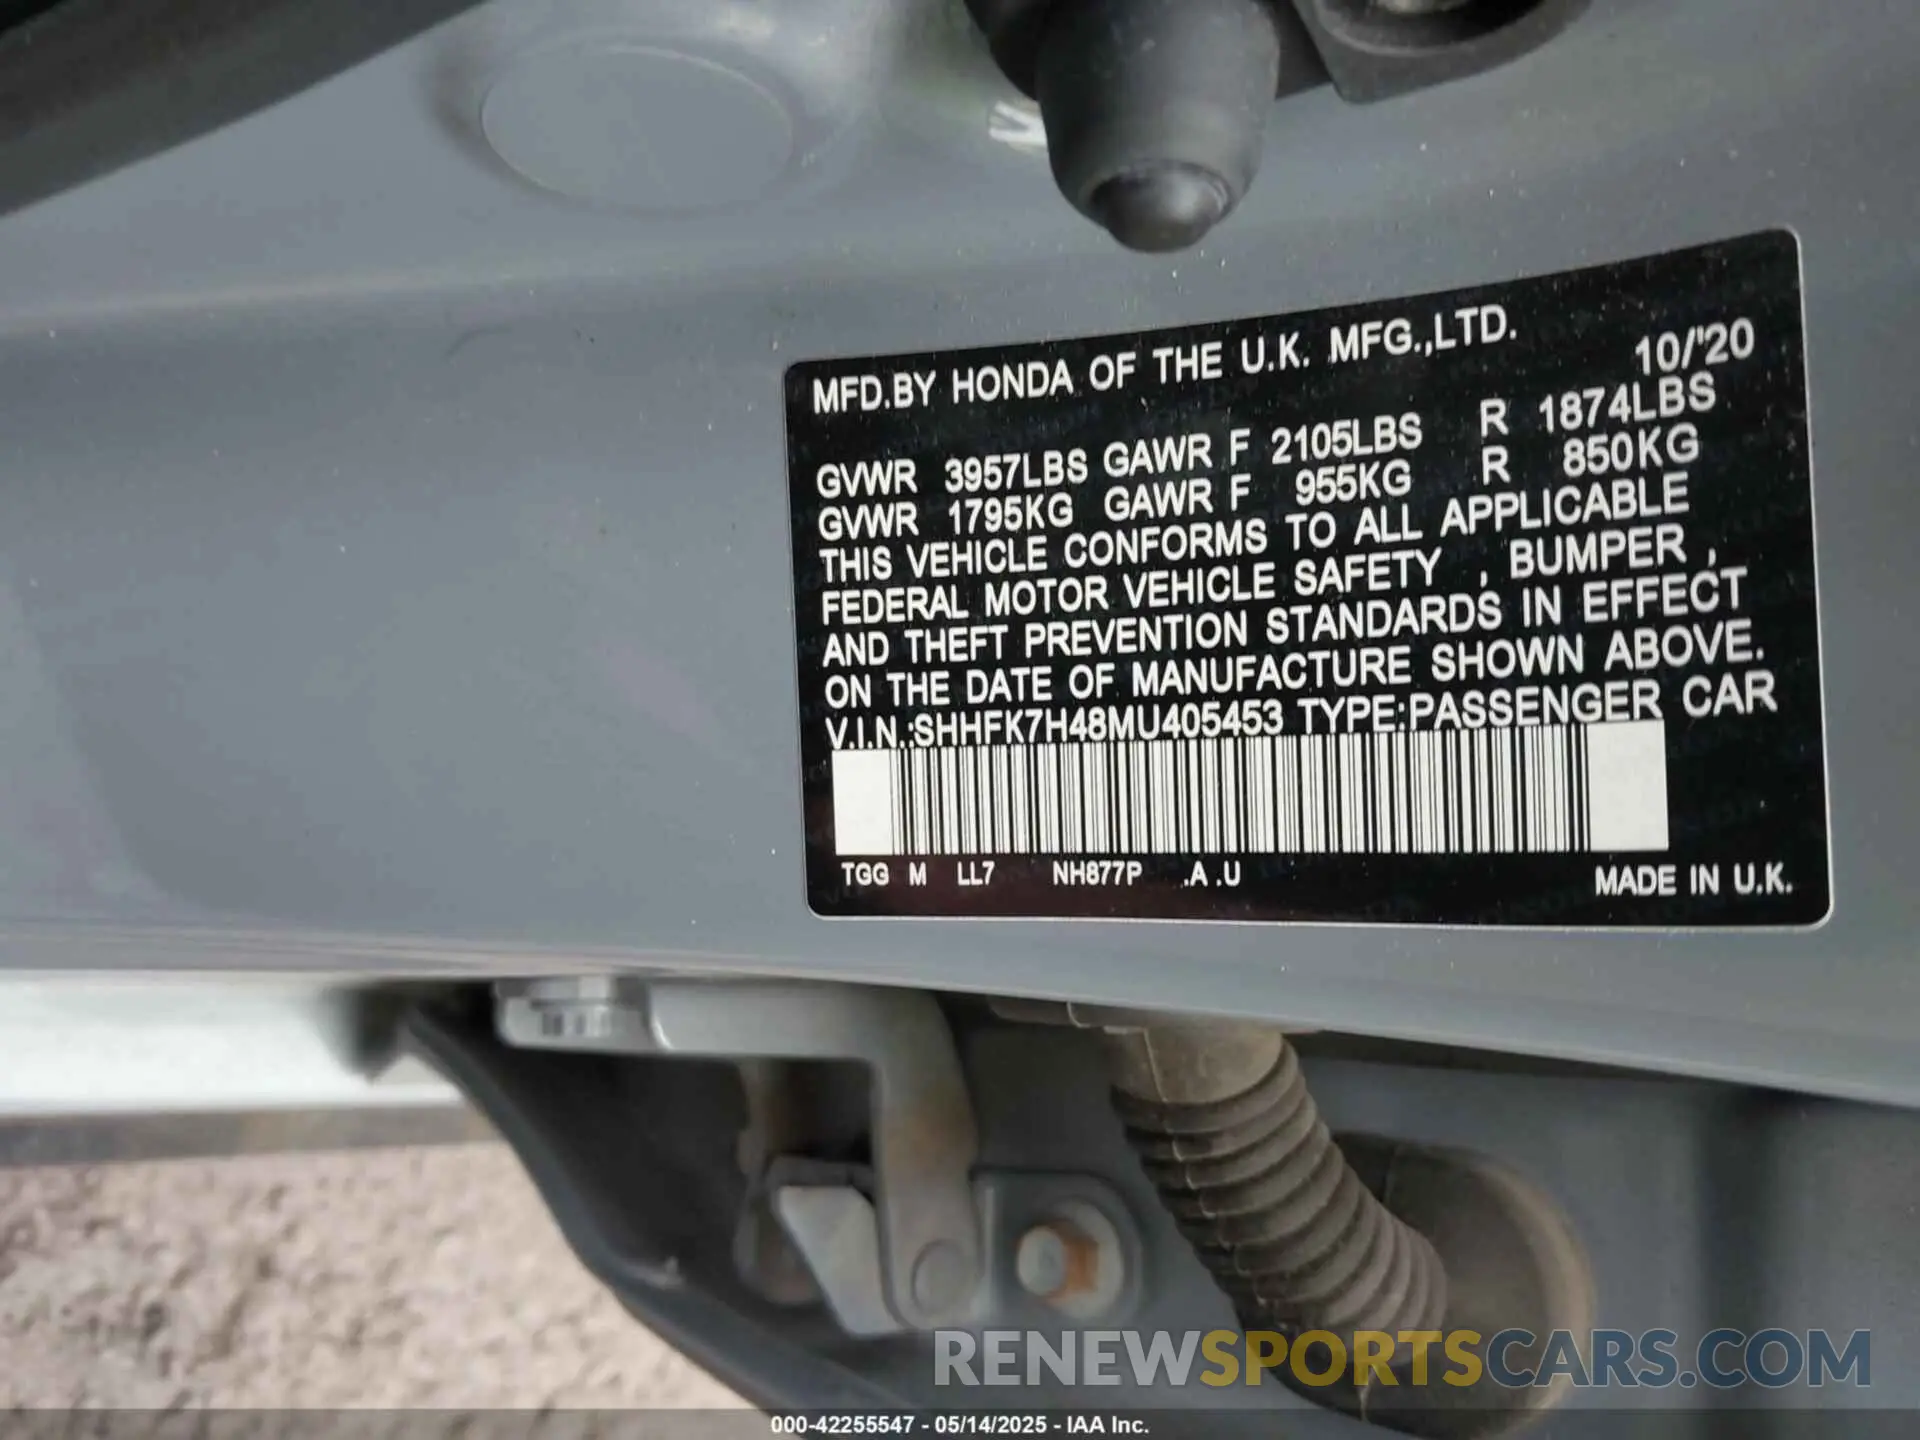 MFD.BY HONDA OF THE U.K. MFG.,LTD. 10/'20
GVWR 3957LBS GAWR F 2105LBS R 1874LBS
GVWR 1795KG GAWR F 955KG R 850KG
THIS VEHICLE CONFORMS TO ALL APPLICABLE
FEDERAL MOTOR VEHICLE SAFETY , BUMPER ,
AND THEFT PREVENTION STANDARDS IN EFFECT
ON THE DATE OF MANUFACTURE SHOWN ABOVE.
V.I.N.:SHHFK7H48MU405453 TYPE:PASSENGER CAR
TGG M LL7 NH877P .A .U MADE IN U.K.
RENEWSPORTSCARS.COM
000-42255547 - 05/14/2025 - IAA Inc.